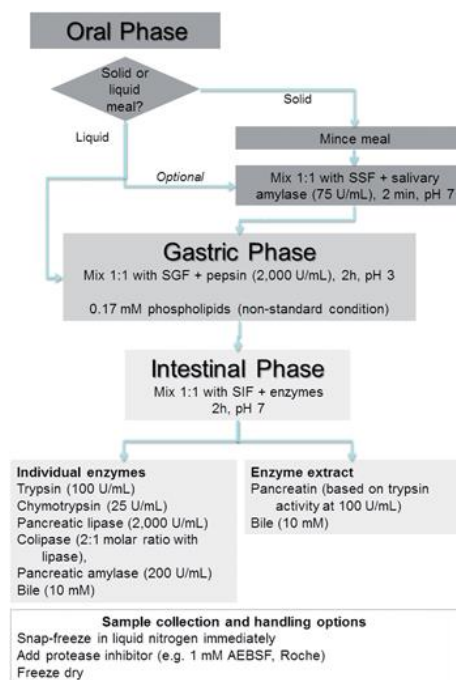 Oral Phase
Solid or
liquid
meal?
Solid
Liquid
Mince meal
Optional
Mix 1:1 with SSF + salivary
amylase (75 U/mL), 2 min, pH 7
Gastric Phase
Mix 1:1 with SGF + pepsin (2,000 U/mL), 2h, pH 3
0.17 mM phospholipids (non-standard condition)
Intestinal Phase
Mix 1:1 with SIF + enzymes
2h, pH 7
Individual enzymes
Trypsin (100 U/mL)
Chymotrypsin (25 U/mL)
Pancreatic lipase (2,000 U/mL)
Colipase (2:1 molar ratio with
lipase),
Pancreatic amylase (200 U/mL)
Bile (10 mM)
Enzyme extract
Pancreatin (based on trypsin
activity at 100 U/mL)
Bile (10 mM)
Sample collection and handling options
Snap-freeze in liquid nitrogen immediately
Add protease inhibitor (e.g. 1 mM AEBSF, Roche)
Freeze dry